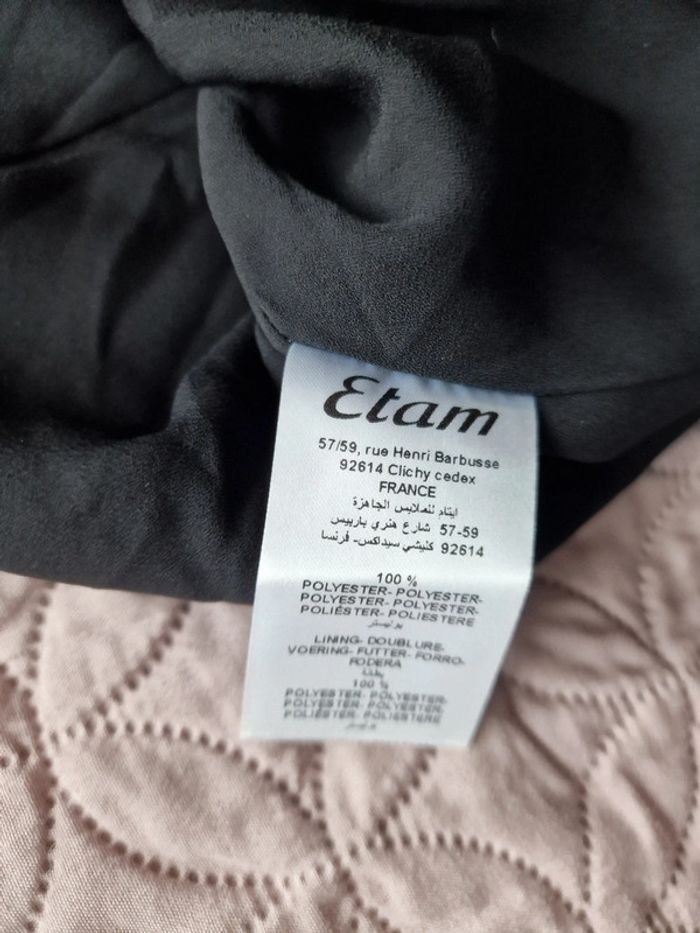 Etam
57/59, rue Henri Barbusse
92614 Clichy cedex
FRANCE
ايتام للملابس الجاهزة
57-59 شارع هنري باربيس
92614 كليشي سيداكس- فرنسا
100 %
POLYESTER- POLYESTER-
POLYESTER- POLYESTER-
POLIÉSTER- POLIESTERE
بوليستر
LINING- DOUBLURE-
VOERING- FUTTER- FORRO-
FODERA
بطانة
100 %
POLYESTER- POLYESTER-
POLYESTER- POLYESTER-
POLIÉSTER- POLIESTERE